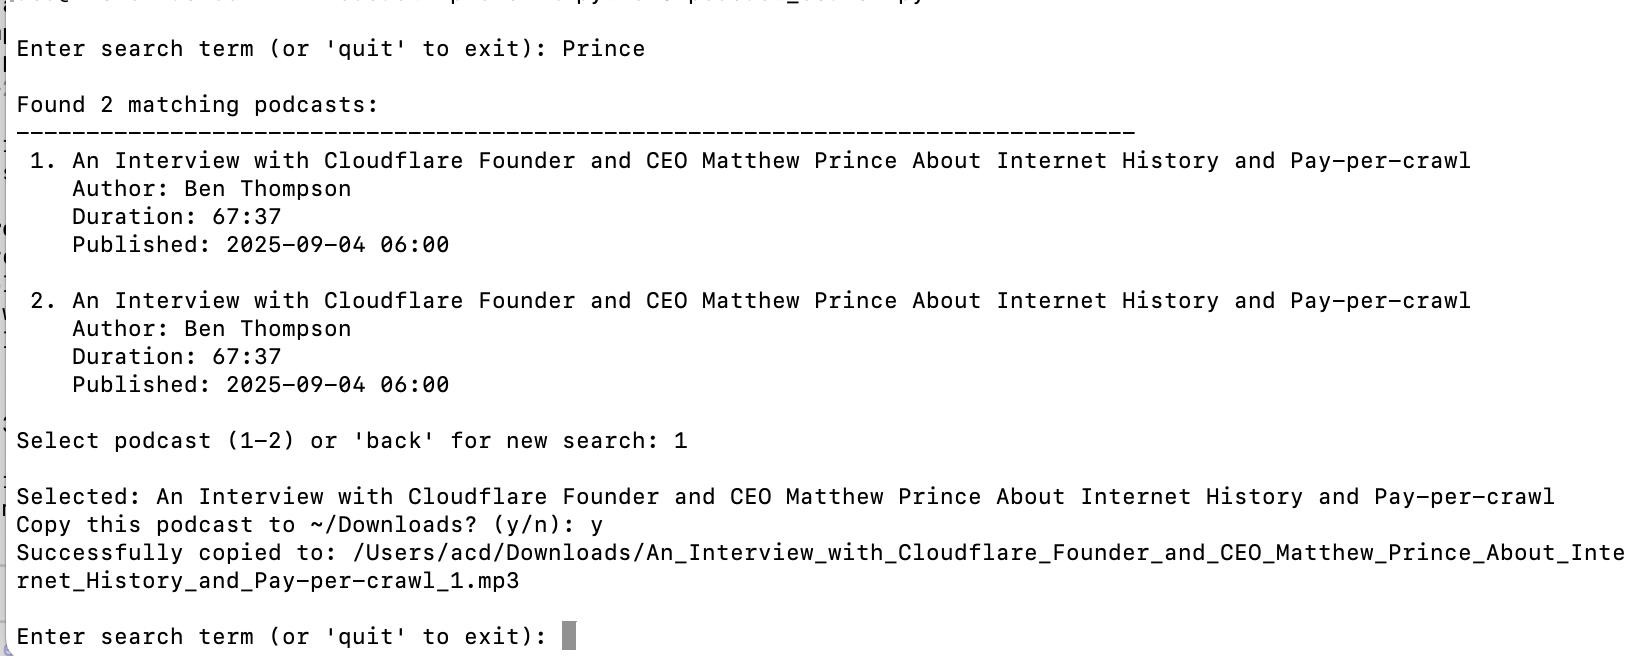 Enter search term (or 'quit' to exit): Prince
Found 2 matching podcasts:
--------------------------------------------------------------------------------
1. An Interview with Cloudflare Founder and CEO Matthew Prince About Internet History and Pay-per-crawl
Author: Ben Thompson
Duration: 67:37
Published: 2025-09-04 06:00
2. An Interview with Cloudflare Founder and CEO Matthew Prince About Internet History and Pay-per-crawl
Author: Ben Thompson
Duration: 67:37
Published: 2025-09-04 06:00
Select podcast (1-2) or 'back' for new search: 1
Selected: An Interview with Cloudflare Founder and CEO Matthew Prince About Internet History and Pay-per-crawl
Copy this podcast to ~/Downloads? (y/n): y
Successfully copied to: /Users/acd/Downloads/An_Interview_with_Cloudflare_Founder_and_CEO_Matthew_Prince_About_Inte
rnet_History_and_Pay-per-crawl_1.mp3
Enter search term (or 'quit' to exit):